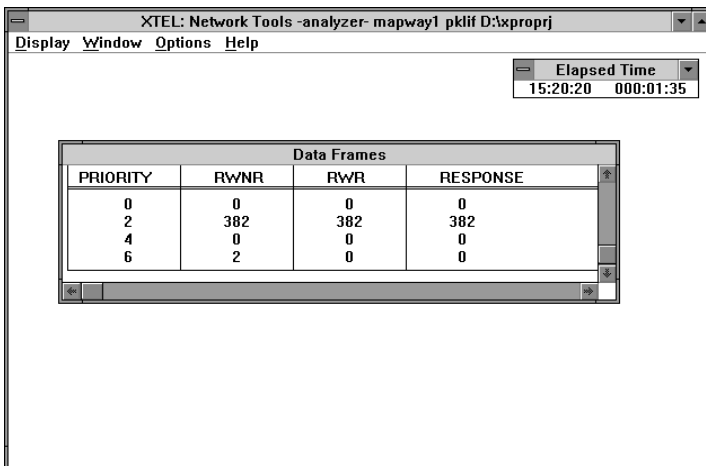 XTEL: Network Tools -analyzer- mapway1 pklif D:\xproprj
Display Window Options Help
Elapsed Time
15:20:20 000:01:35
Data Frames
PRIORITY RWNR RWR RESPONSE
0 0 0 0
2 382 382 382
4 0 0 0
6 2 0 0